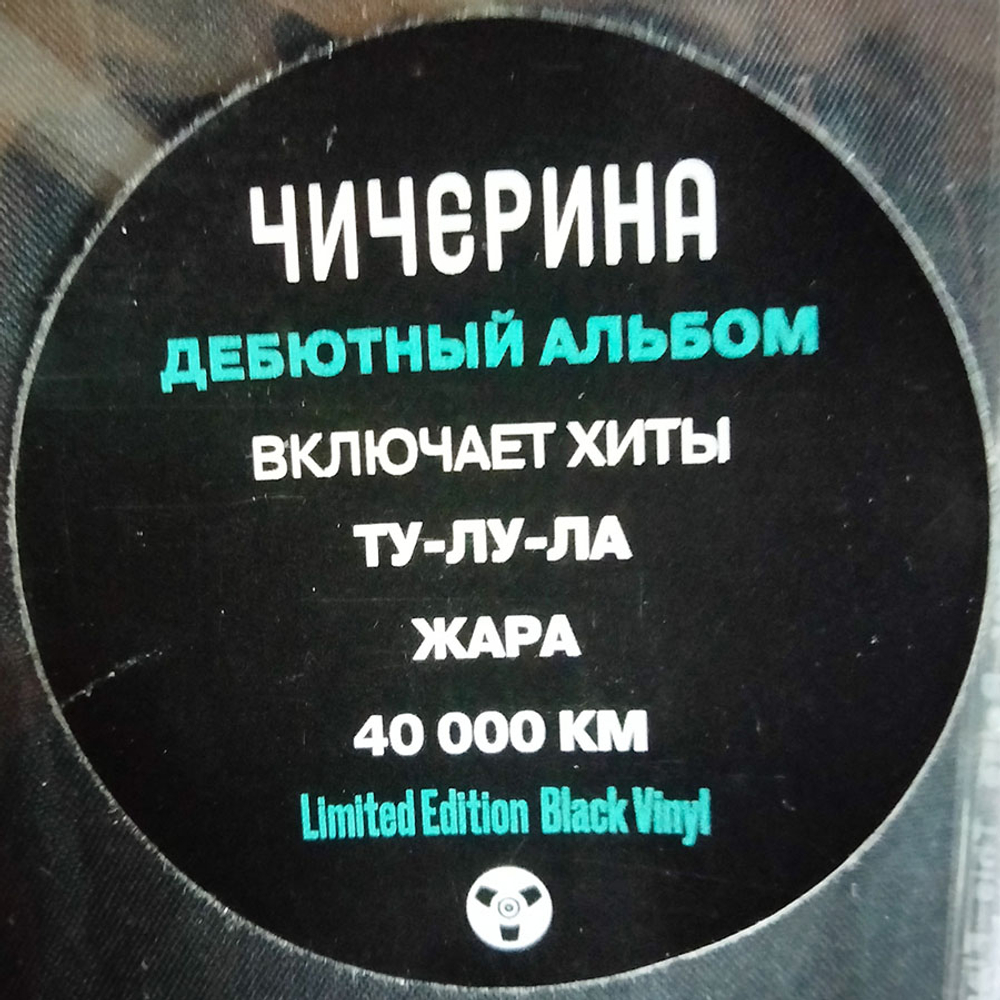 ЧИЧЕРИНА
ДЕБЮТНЫЙ АЛЬБОМ
ВКЛЮЧАЕТ ХИТЫ
ТУ-ЛУ-ЛА
ЖАРА
40 000 КМ
Limited Edition Black Vinyl